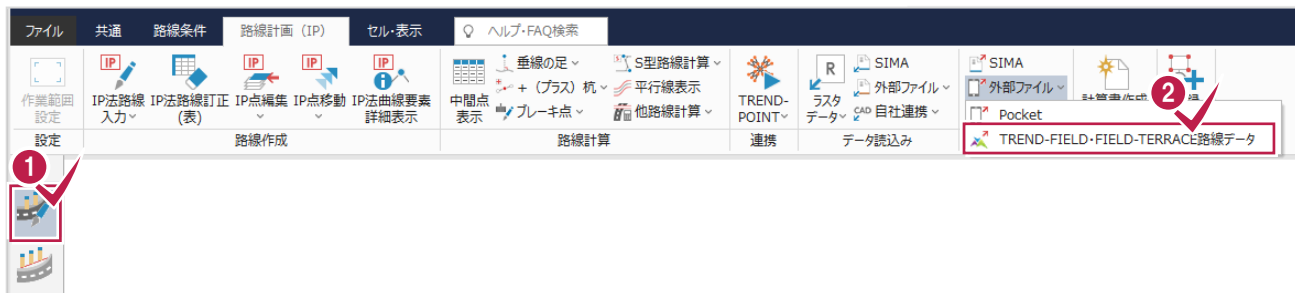 ファイル 共通 路線条件 路線計画（IP） セル・表示 ヘルプ・FAQ検索
作業範囲
設定
設定
IP
IP法路線
入力
IP法路線訂正
(表)
IP
IP点編集
IP
IP点移動
IP
IP法曲線要素
詳細表示
路線作成
中間点
表示
垂線の足
＋（プラス）杭
ブレーキ点
S型路線計算
平行線表示
他路線計算
路線計算
TREND-
POINT
連携
R
ラスタ
データ
SIMA
外部ファイル
CAD 自社連携
データ読込み
SIMA
外部ファイル
Pocket
TREND-FIELD・FIELD-TERRACE路線データ
1
2